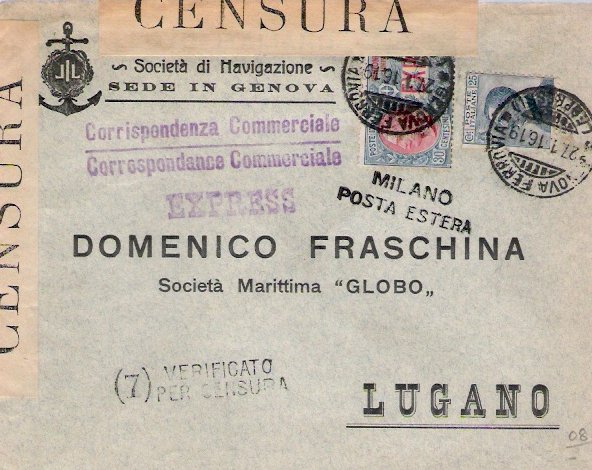 CENSURA
CENSURA
Società di Navigazione
SEDE IN GENOVA
Corrispondenza Commerciale
Correspondance Commerciale
EXPRESS
MILANO
POSTA ESTERA
DOMENICO FRASCHINA
Società Marittima "GLOBO„
(7) VERIFICATO
PER CENSURA
LUGANO
08